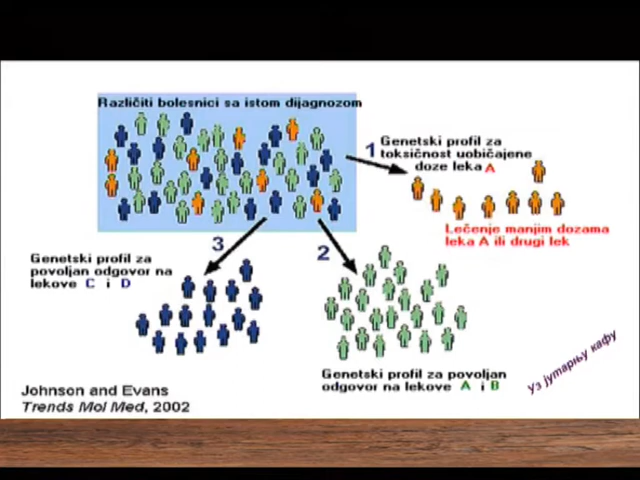 Različiti bolesnici sa istom dijagnozom
1
Genetski profil za
toksičnost uobičajene
doze leka A
Lečenje manjim dozama
leka A ili drugi lek
3
2
Genetski profil za
povoljan odgovor na
lekove C i D
Genetski profil za povoljan
odgovor na lekove A i B
Уз јутарњу кафу
Johnson and Evans
Trends Mol Med, 2002